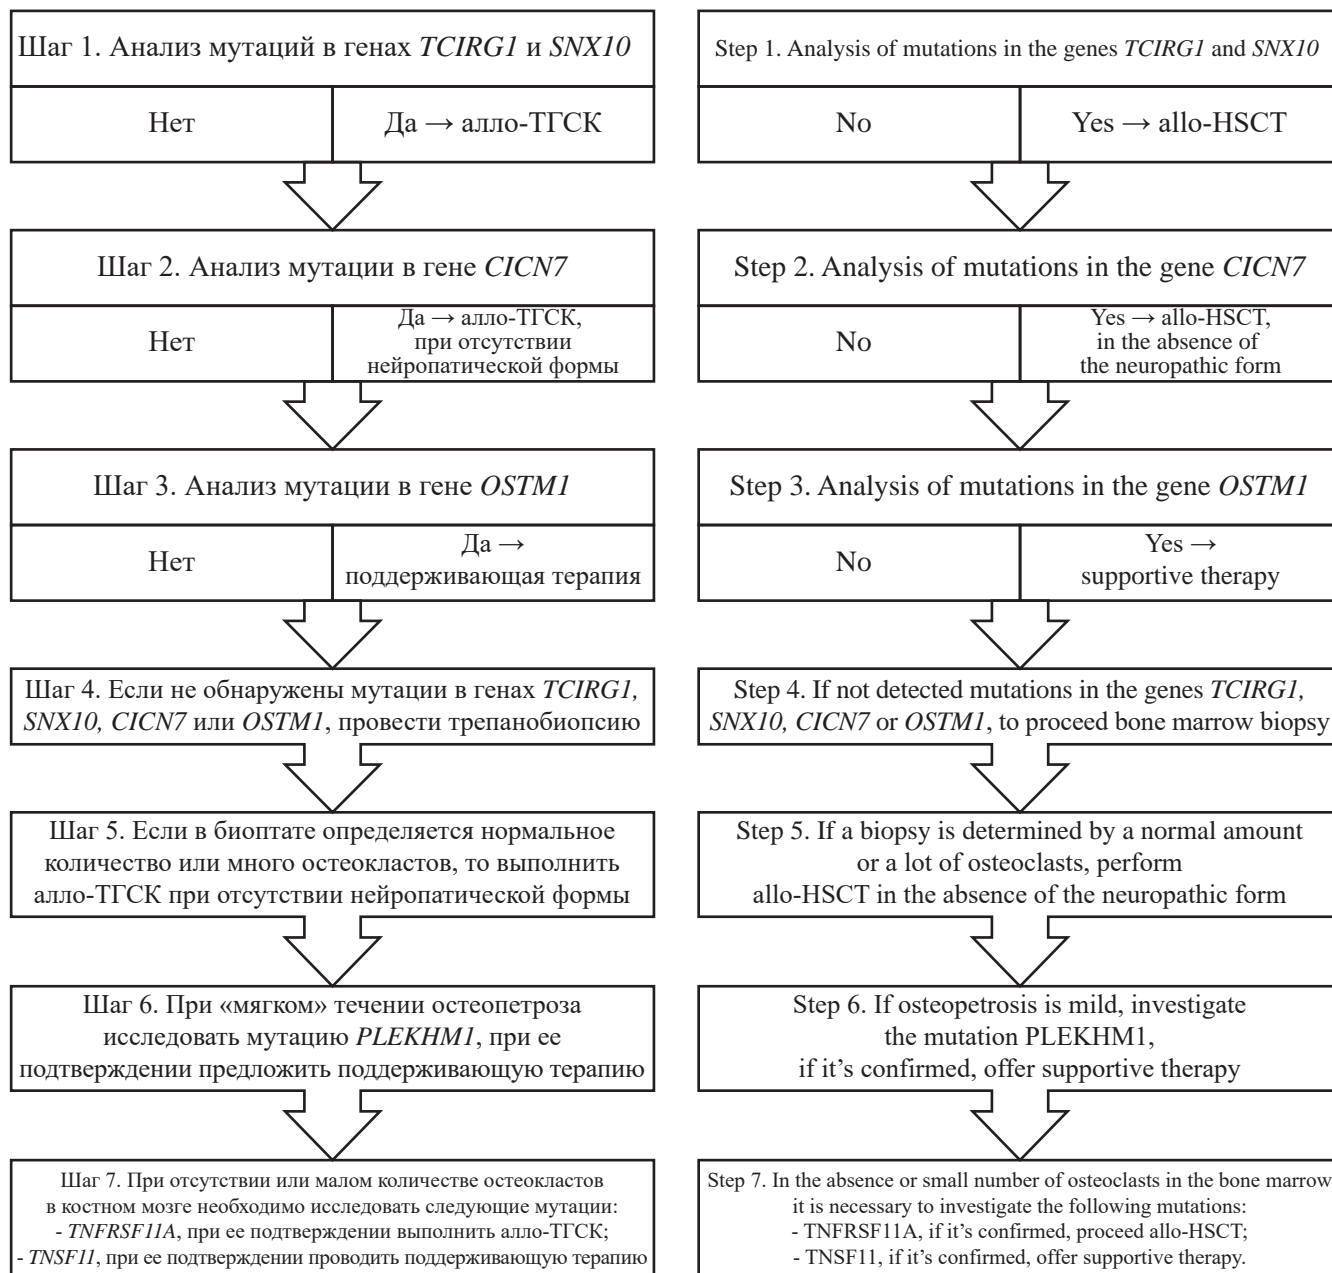 Шаг 1. Анализ мутаций в генах TCIRG1 и SNX10
Нет
Да → алло-ТГСК
Шаг 2. Анализ мутации в гене CICN7
Нет
Да → алло-ТГСК,
при отсутствии
нейропатической формы
Шаг 3. Анализ мутации в гене OSTM1
Нет
Да →
поддерживающая терапия
Шаг 4. Если не обнаружены мутации в генах TCIRG1,
SNX10, CICN7 или OSTM1, провести трепанобиопсию
Шаг 5. Если в биоптате определяется нормальное
количество или много остеокластов, то выполнить
алло-ТГСК при отсутствии нейропатической формы
Шаг 6. При «мягком» течении остеопетроза
исследовать мутацию PLEKHM1, при ее
подтверждении предложить поддерживающую терапию
Шаг 7. При отсутствии или малом количестве остеокластов
в костном мозге необходимо исследовать следующие мутации:
- TNFRSF11A, при ее подтверждении выполнить алло-ТГСК;
- TNSF11, при ее подтверждении проводить поддерживающую терапию
Step 1. Analysis of mutations in the genes TCIRG1 and SNX10
No
Yes → allo-HSCT
Step 2. Analysis of mutations in the gene CICN7
No
Yes → allo-HSCT,
in the absence of
the neuropathic form
Step 3. Analysis of mutations in the gene OSTM1
No
Yes →
supportive therapy
Step 4. If not detected mutations in the genes TCIRG1,
SNX10, CICN7 or OSTM1, to proceed bone marrow biopsy
Step 5. If a biopsy is determined by a normal amount
or a lot of osteoclasts, perform
allo-HSCT in the absence of the neuropathic form
Step 6. If osteopetrosis is mild, investigate
the mutation PLEKHM1,
if it's confirmed, offer supportive therapy
Step 7. In the absence or small number of osteoclasts in the bone marrow
it is necessary to investigate the following mutations:
- TNFRSF11A, if it's confirmed, proceed allo-HSCT;
- TNSF11, if it's confirmed, offer supportive therapy.